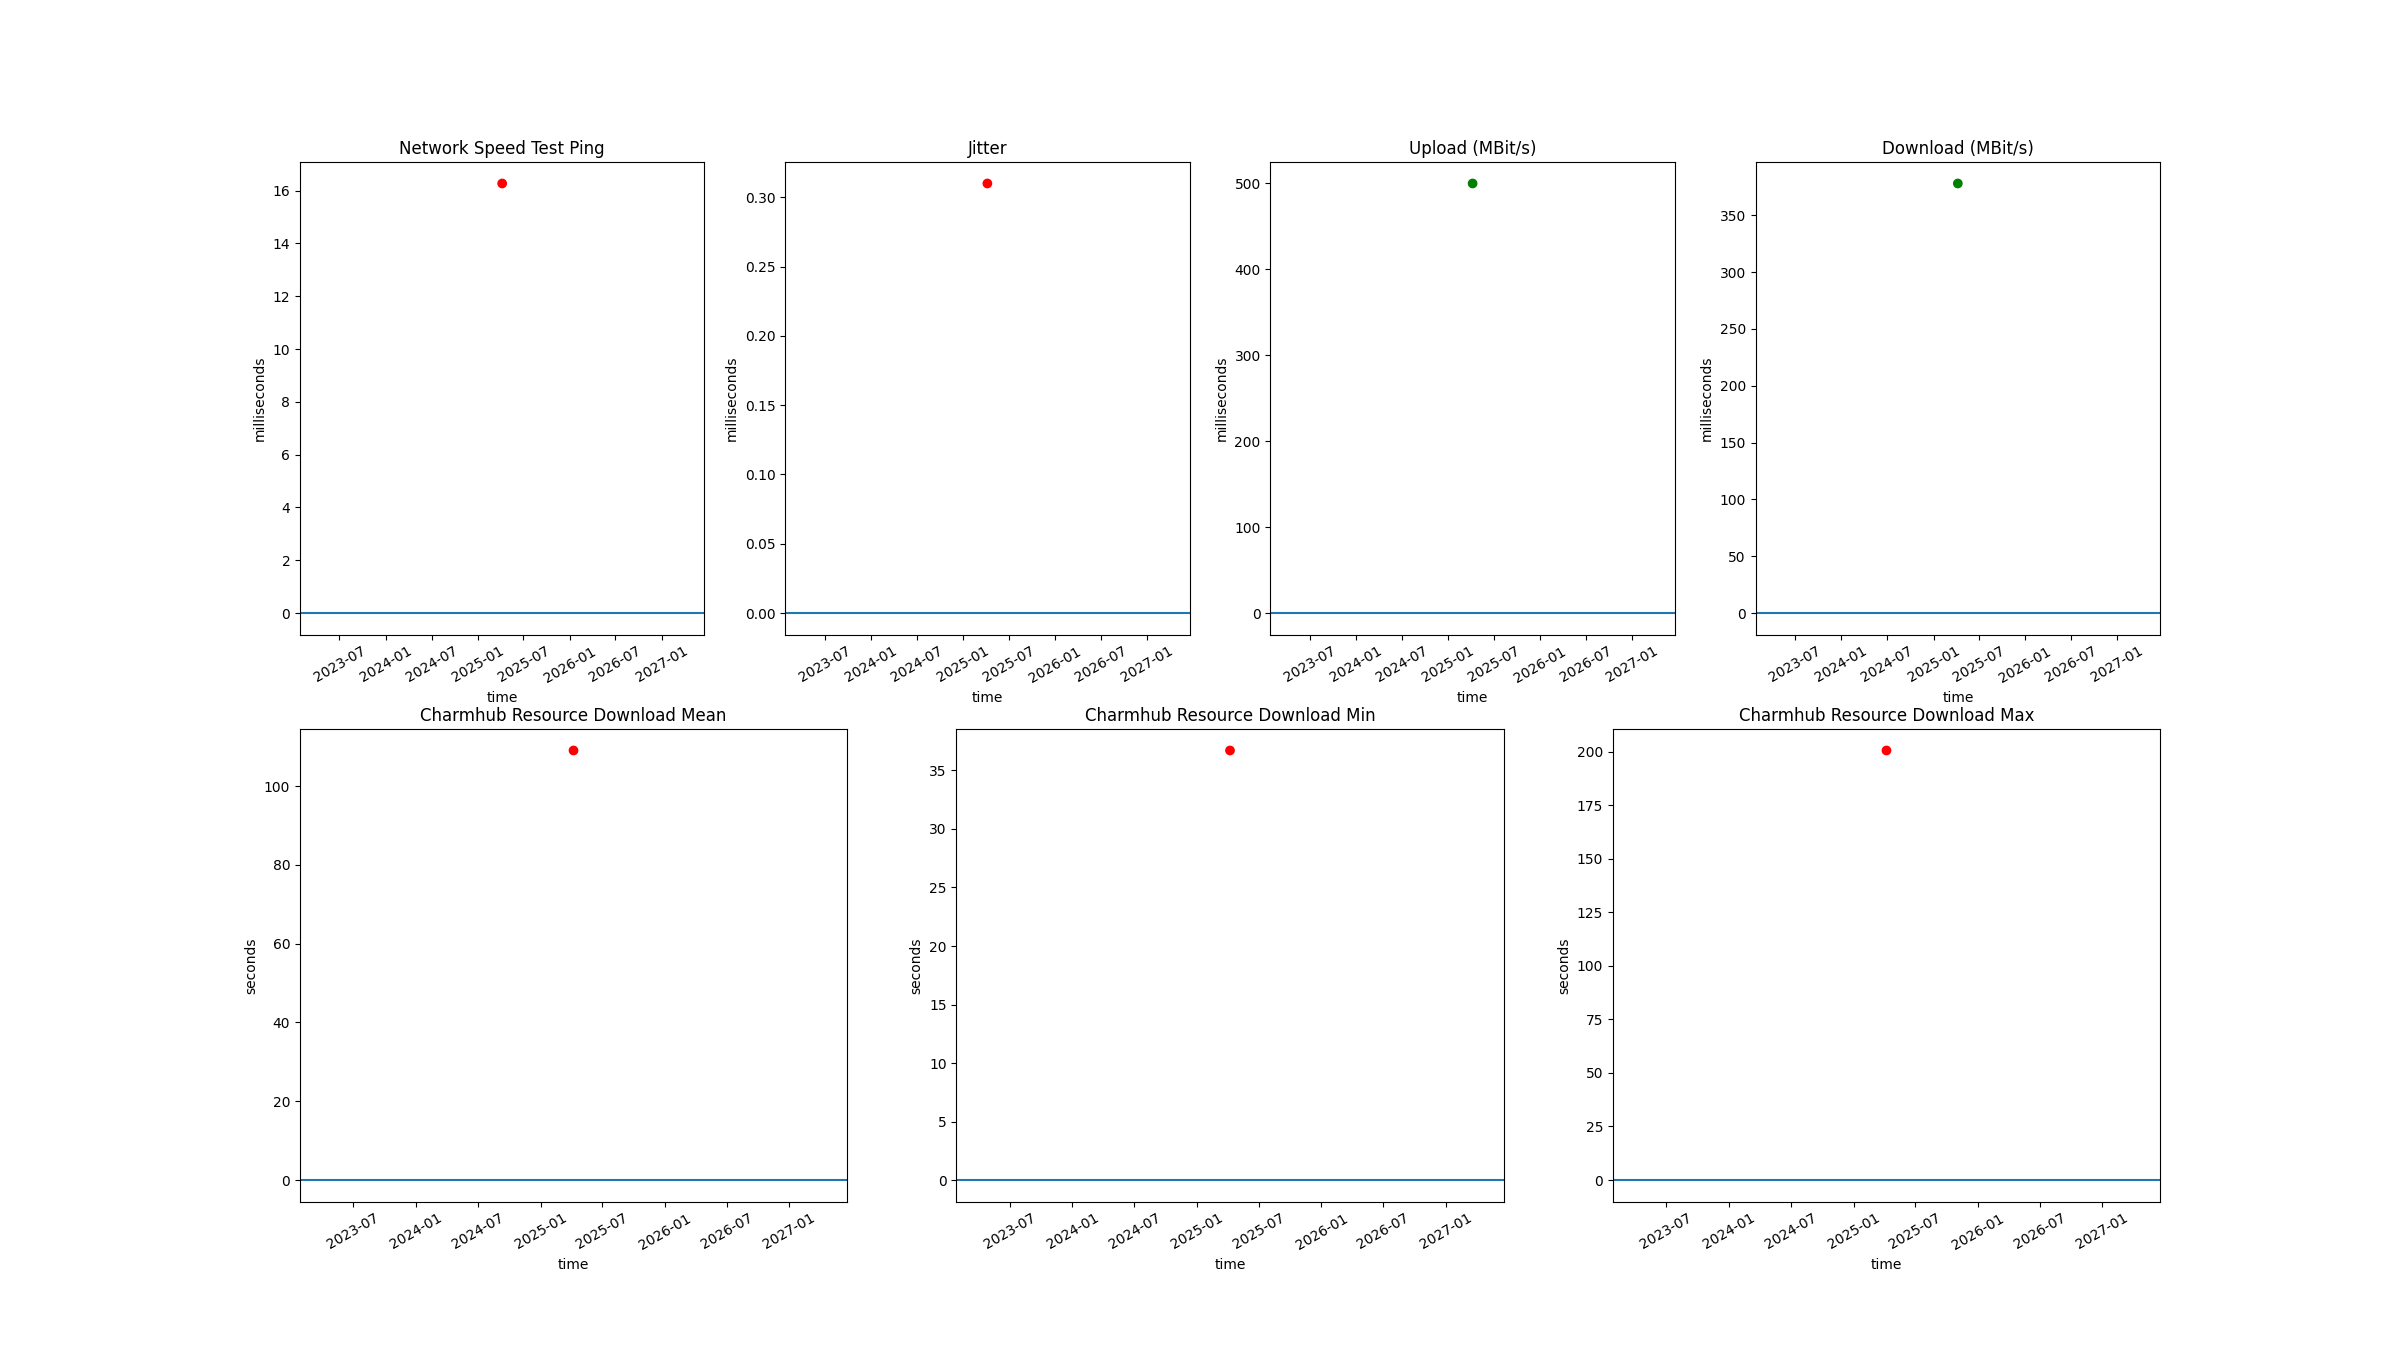 Network Speed Test Ping
16
14
12
10
8
6
4
2
0
milliseconds
2023-07 2024-01 2024-07 2025-01 2025-07 2026-01 2026-07 2027-01
time
Jitter
0.30
0.25
0.20
0.15
0.10
0.05
0.00
milliseconds
2023-07 2024-01 2024-07 2025-01 2025-07 2026-01 2026-07 2027-01
time
Upload (MBit/s)
500
400
300
200
100
0
milliseconds
2023-07 2024-01 2024-07 2025-01 2025-07 2026-01 2026-07 2027-01
time
Download (MBit/s)
350
300
250
200
150
100
50
0
milliseconds
2023-07 2024-01 2024-07 2025-01 2025-07 2026-01 2026-07 2027-01
time
Charmhub Resource Download Mean
100
80
60
40
20
0
seconds
2023-07 2024-01 2024-07 2025-01 2025-07 2026-01 2026-07 2027-01
time
Charmhub Resource Download Min
35
30
25
20
15
10
5
0
seconds
2023-07 2024-01 2024-07 2025-01 2025-07 2026-01 2026-07 2027-01
time
Charmhub Resource Download Max
200
175
150
125
100
75
50
25
0
seconds
2023-07 2024-01 2024-07 2025-01 2025-07 2026-01 2026-07 2027-01
time